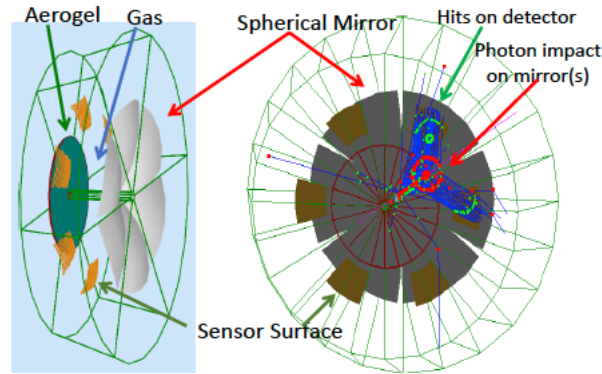 Aerogel
Gas
Spherical Mirror
Hits on detector
Photon impact
on mirror(s)
Sensor Surface